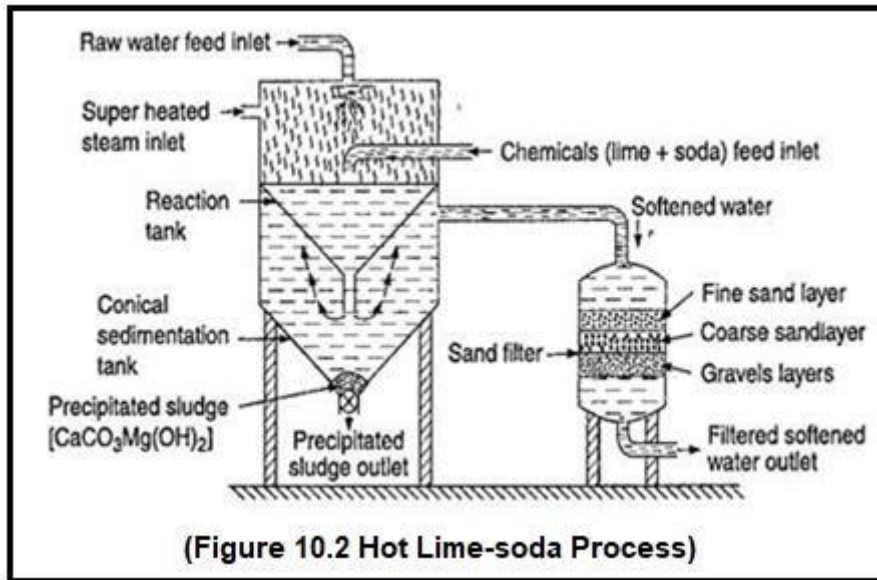 Raw water feed inlet
Super heated
steam inlet
Chemicals (lime + soda) feed inlet
Reaction
tank
Softened water
Conical
sedimentation
tank
Fine sand layer
Coarse sandlayer
Sand filter
Gravels layers
Precipitated sludge
[CaCO₃Mg(OH)₂]
Precipitated
sludge outlet
Filtered softened
water outlet
(Figure 10.2 Hot Lime-soda Process)